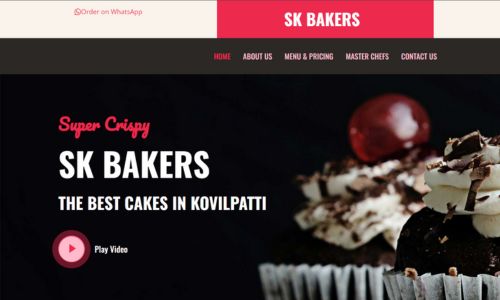 Order on WhatsApp
SK BAKERS
HOME ABOUT US MENU & PRICING MASTER CHEFS CONTACT US
Super Crispy
SK BAKERS
THE BEST CAKES IN KOVILPATTI
Play Video